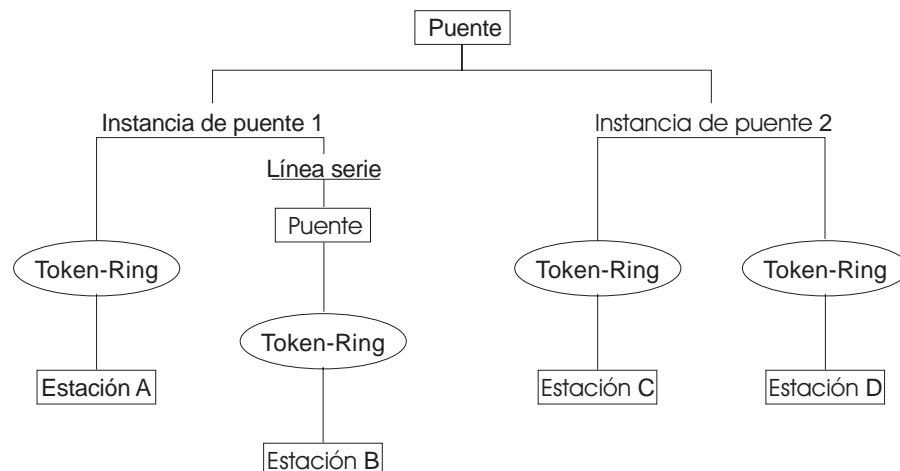 Puente
Instancia de puente 1
Instancia de puente 2
Línea serie
Puente
Token-Ring
Token-Ring
Token-Ring
Token-Ring
Estación A
Estación C
Estación D
Estación B